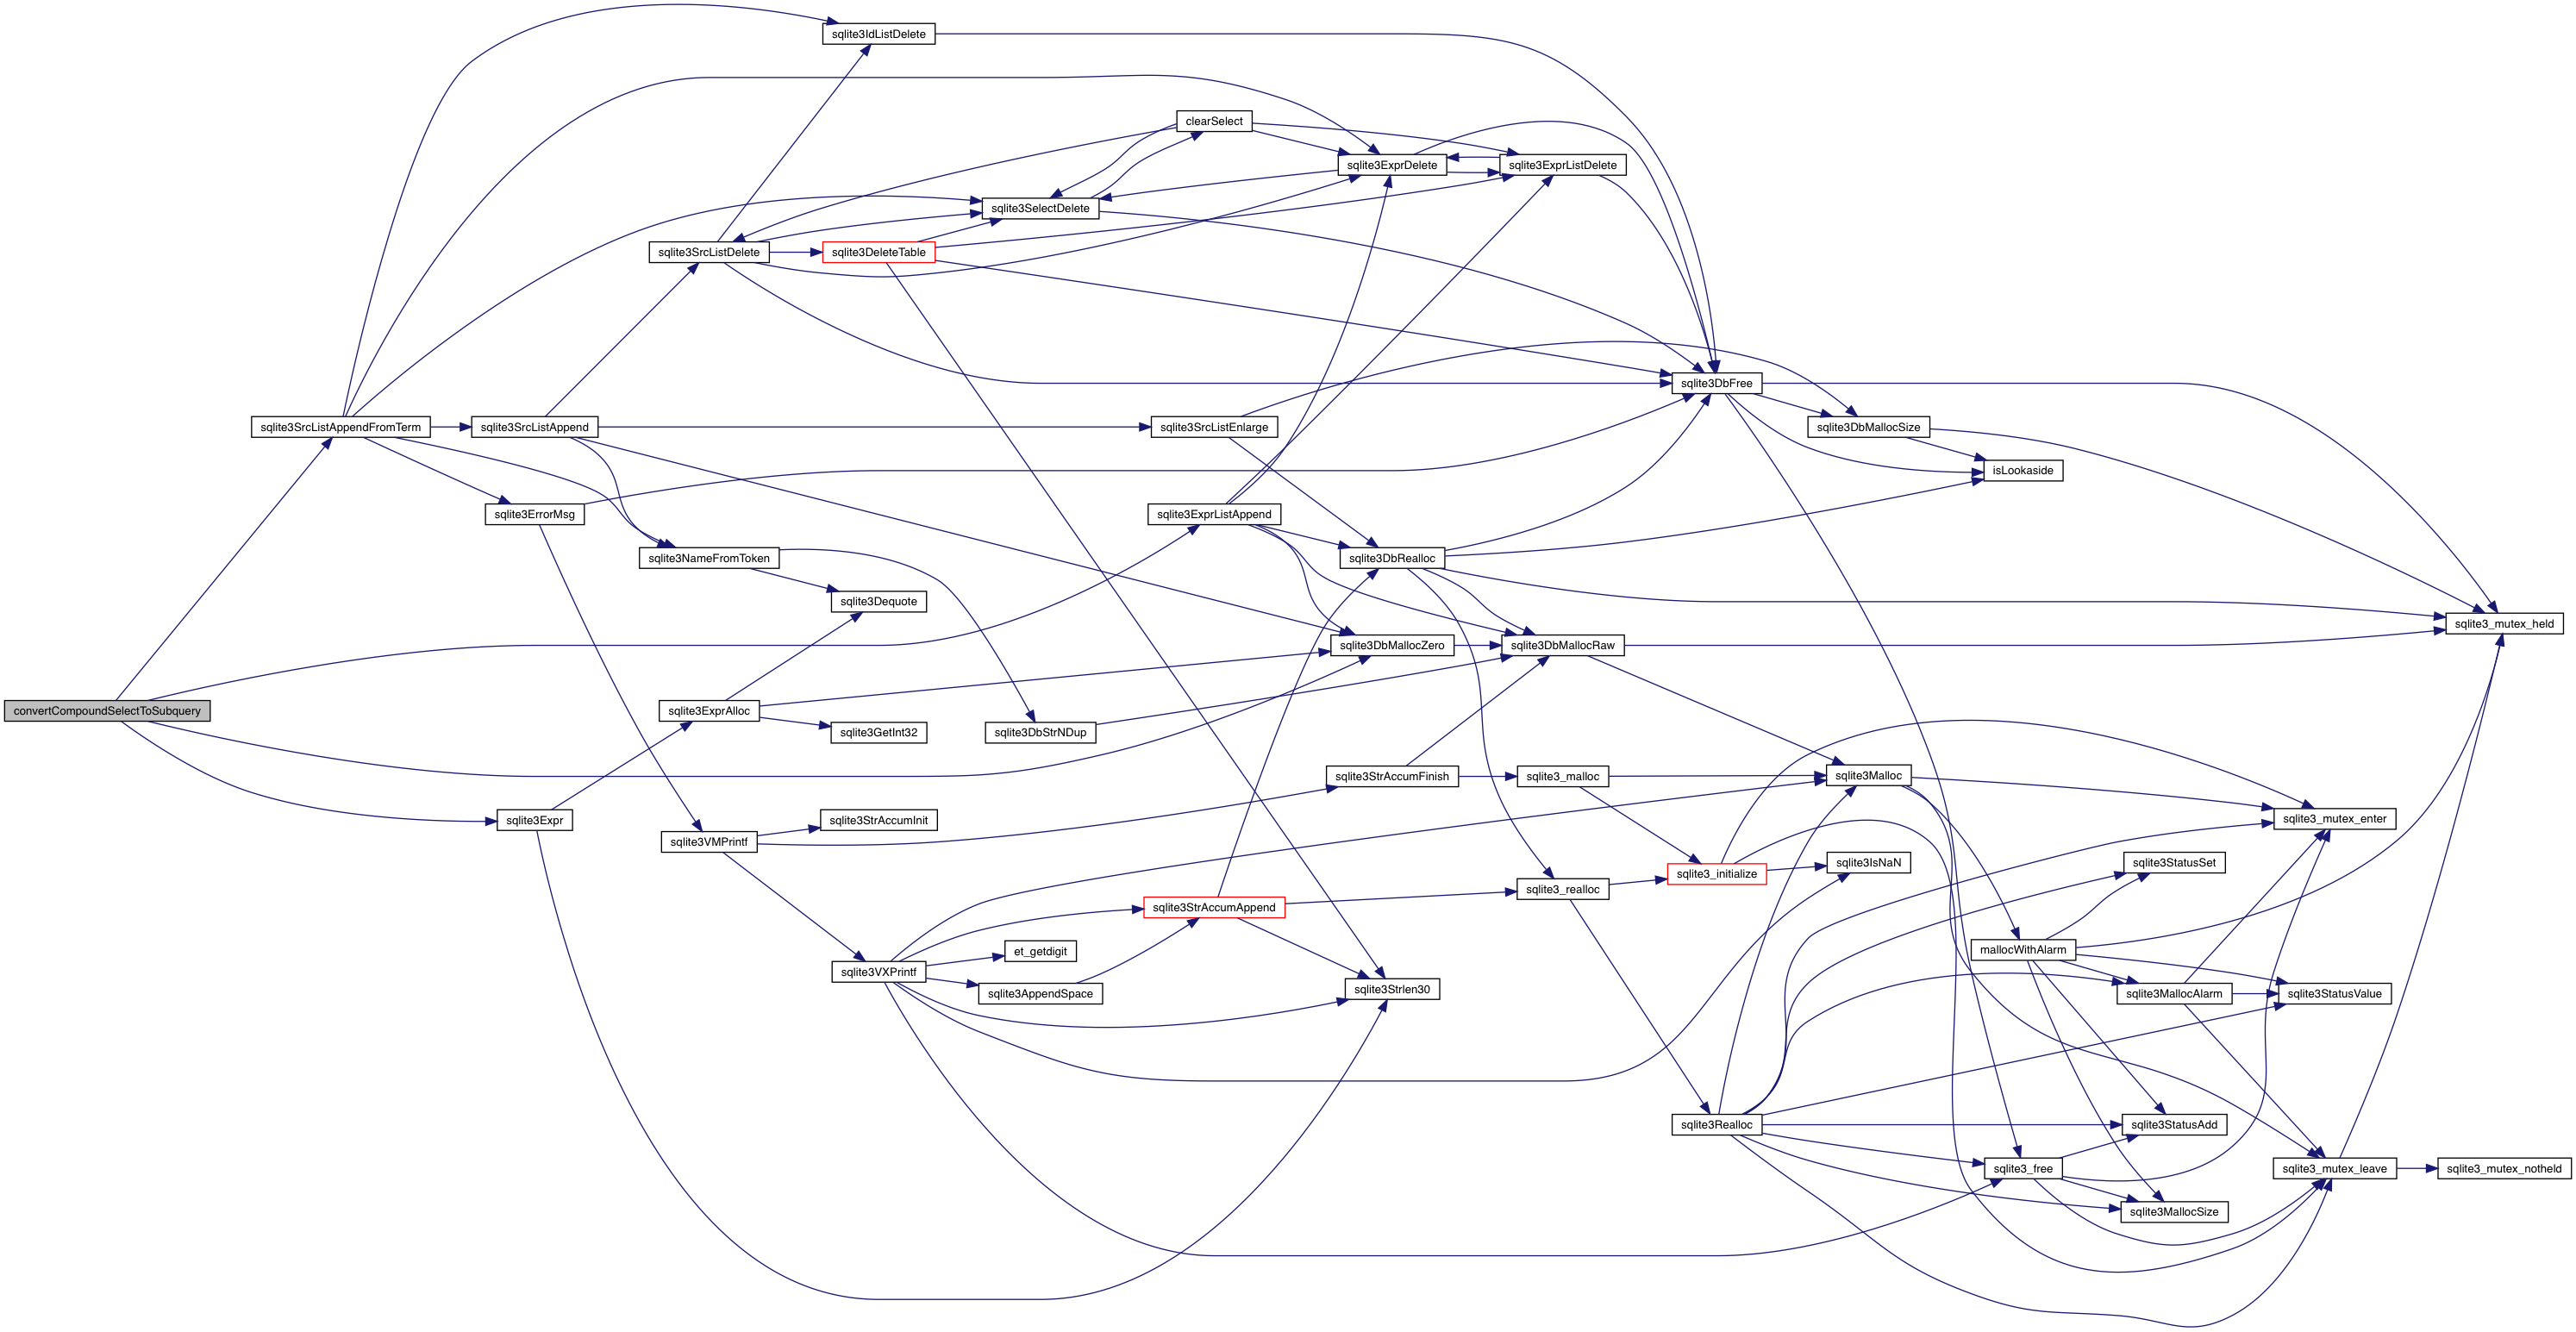 sqlite3IdListDelete
clearSelect
sqlite3ExprDelete
sqlite3ExprListDelete
sqlite3SelectDelete
sqlite3SrcListDelete
sqlite3DeleteTable
sqlite3DbFree
sqlite3SrcListAppendFromTerm
sqlite3SrcListAppend
sqlite3SrcListEnlarge
sqlite3DbMallocSize
isLookaside
sqlite3ErrorMsg
sqlite3ExprListAppend
sqlite3NameFromToken
sqlite3DbRealloc
sqlite3Dequote
sqlite3_mutex_held
sqlite3DbMallocZero
sqlite3DbMallocRaw
convertCompoundSelectToSubquery
sqlite3ExprAlloc
sqlite3GetInt32
sqlite3DbStrNDup
sqlite3StrAccumFinish
sqlite3_malloc
sqlite3Malloc
sqlite3Expr
sqlite3StrAccumInit
sqlite3_mutex_enter
sqlite3VMPrintf
sqlite3IsNaN
sqlite3StatusSet
sqlite3_initialize
sqlite3_realloc
sqlite3StrAccumAppend
et_getdigit
mallocWithAlarm
sqlite3VXPrintf
sqlite3AppendSpace
sqlite3Strlen30
sqlite3MallocAlarm
sqlite3StatusValue
sqlite3Realloc
sqlite3StatusAdd
sqlite3_free
sqlite3_mutex_leave
sqlite3_mutex_notheld
sqlite3MallocSize